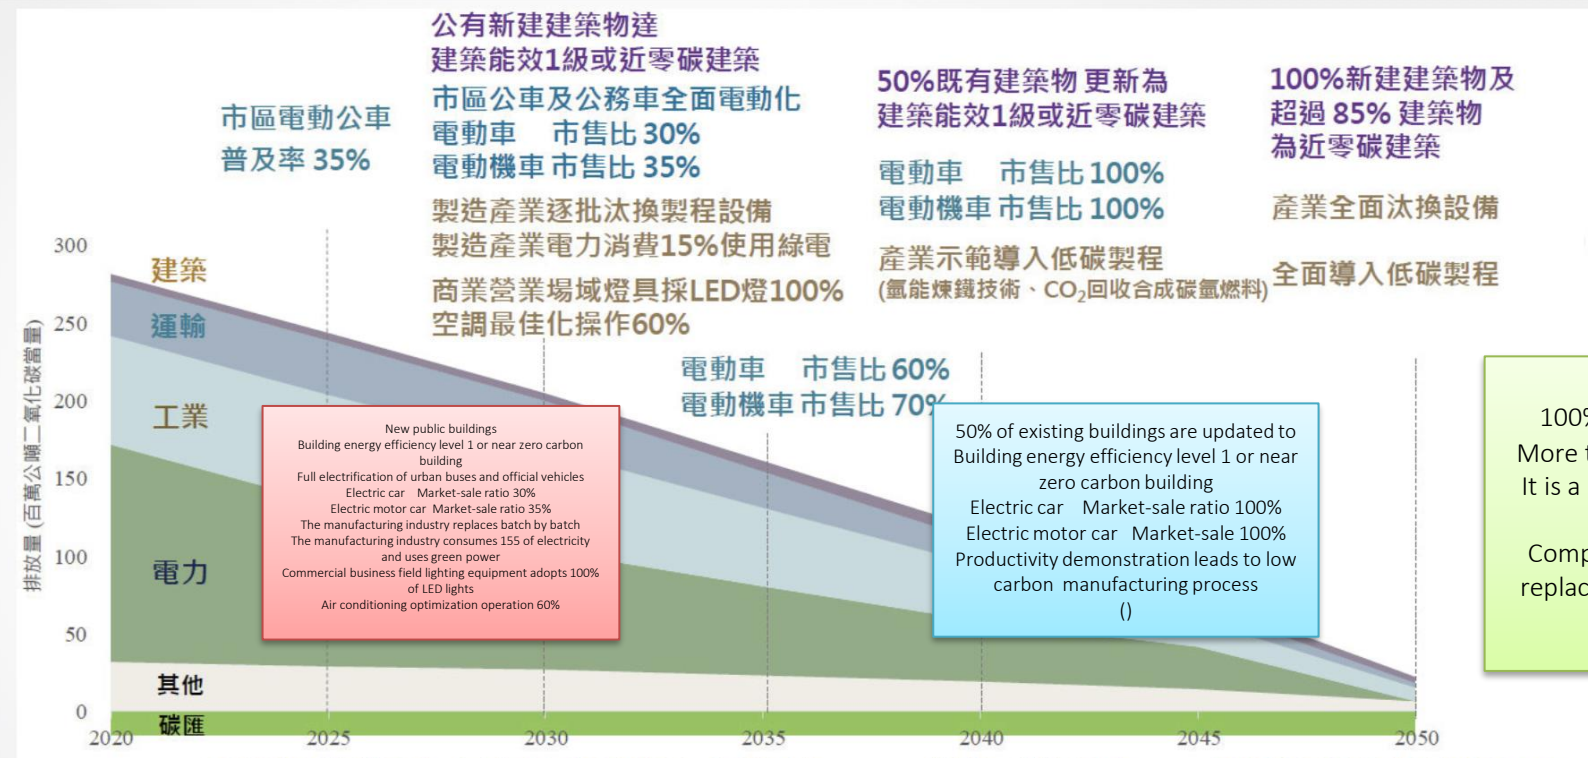 公有新建建築物達
建築能效1級或近零碳建築
市區公車及公務車全面電動化
電動車 市售比 30%
電動機車 市售比 35%
製造產業逐批汰換製程設備
製造產業電力消費15%使用綠電
商業營業場域燈具採LED燈100%
空調最佳化操作60%
市區電動公車
普及率 35%
50%既有建築物 更新為
建築能效1級或近零碳建築
電動車 市售比 100%
電動機車 市售比 100%
產業示範導入低碳製程
(氫能煉鐵技術、CO₂回收合成碳氫燃料)
100%新建建築物及
超過 85% 建築物
為近零碳建築
產業全面汰換設備
全面導入低碳製程
電動車 市售比 60%
電動機車 市售比 70%
排放量 (百萬公噸二氧化碳當量)
300
250
200
150
100
50
0
建築
運輸
工業
電力
其他
碳匯
New public buildings
Building energy efficiency level 1 or near zero carbon
building
Full electrification of urban buses and official vehicles
Electric car Market-sale ratio 30%
Electric motor car Market-sale ratio 35%
The manufacturing industry replaces batch by batch
The manufacturing industry consumes 155 of electricity
and uses green power
Commercial business field lighting equipment adopts 100%
of LED lights
Air conditioning optimization operation 60%
50% of existing buildings are updated to
Building energy efficiency level 1 or near
zero carbon building
Electric car Market-sale ratio 100%
Electric motor car Market-sale 100%
Productivity demonstration leads to low
carbon manufacturing process
()
100%
More t
It is a
Comp
replac
2020
2025
2030
2035
2040
2045
2050